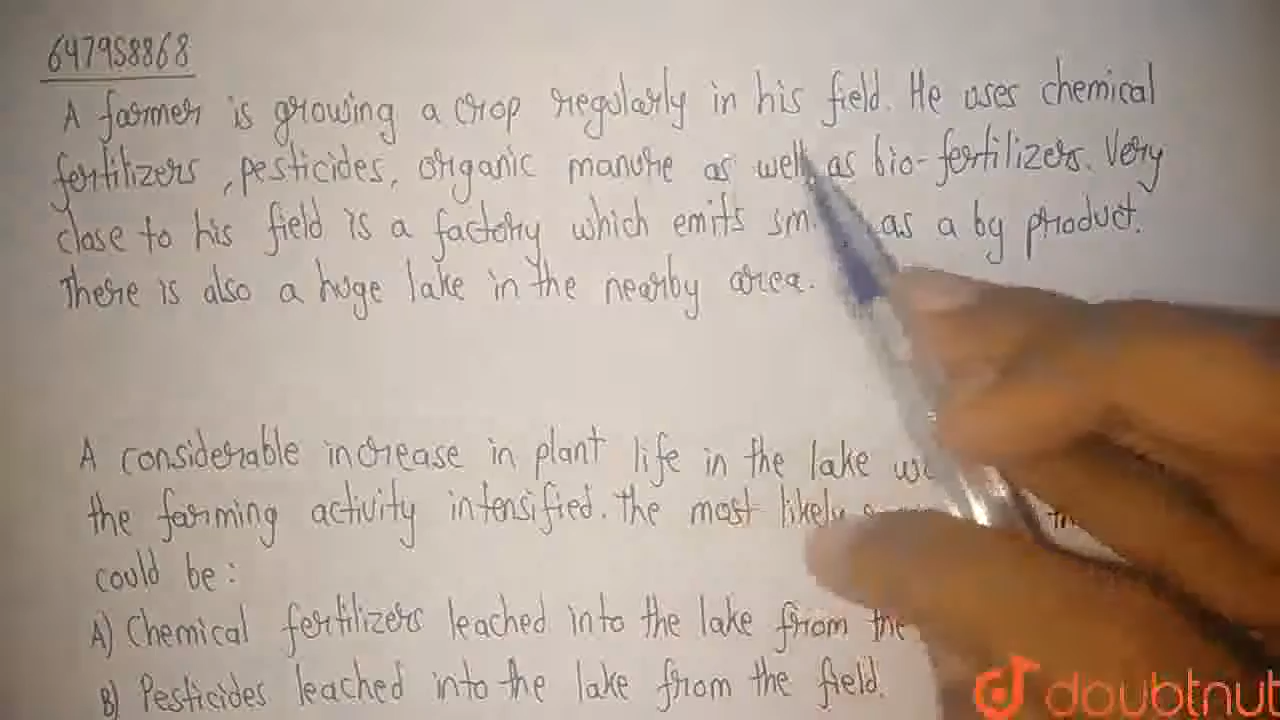 647958868
A farmer is growing a crop regularly in his field. He uses chemical
fertilizers, pesticides, organic manure as well as bio-fertilizers. Very
close to his field is a factory which emits as a by product.
There is also a huge lake in the nearby area.
A considerable increase in plant life in the lake
the farming activity intensified. The most likely
could be:
A) Chemical fertilizers leached into the lake from the
B) Pesticides leached into the lake from the field.
doubtnut